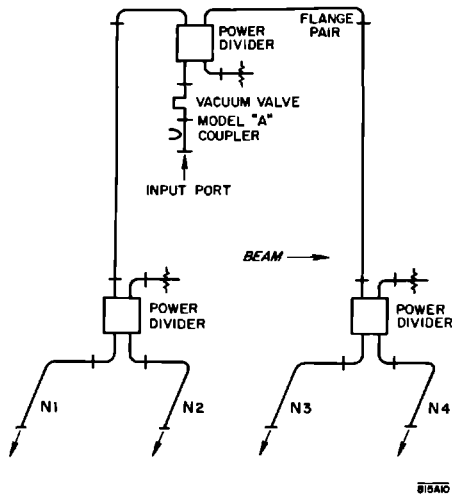 POWER
DIVIDER
FLANGE
PAIR
VACUUM VALVE
MODEL "A"
COUPLER
INPUT PORT
BEAM
POWER
DIVIDER
POWER
DIVIDER
N1
N2
N3
N4
815A10